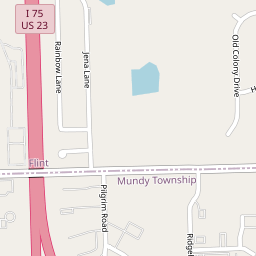 I 75
US 23
Rainbow Lane
Jena Lane
Old Colony Drive
Flint
Mundy Township
Pilgrim Road